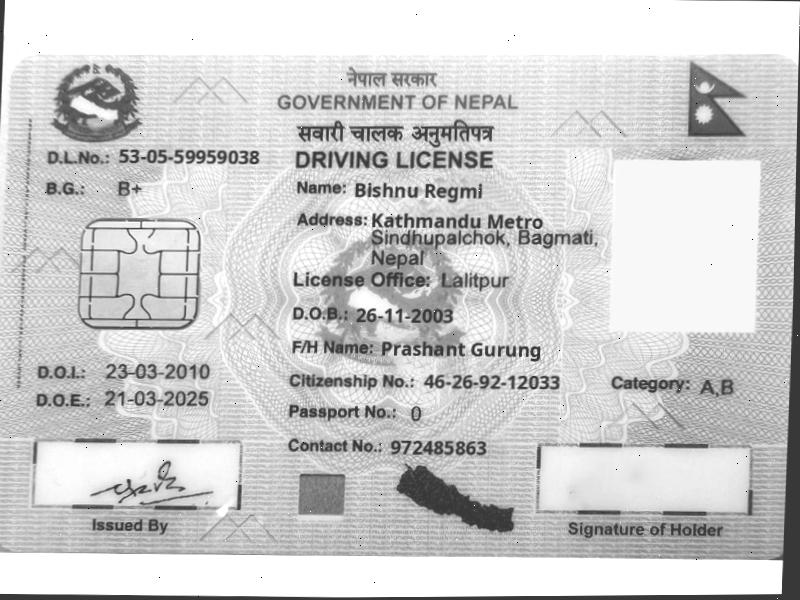 नेपाल सरकार
GOVERNMENT OF NEPAL
सवारी चालक अनुमतिपत्र
DRIVING LICENSE
D.L.No.: 53-05-59959038
B.G.: B+
Name: Bishnu Regmi
Address: Kathmandu Metro
Sindhupalchok, Bagmati,
Nepal
License Office: Lalitpur
D.O.B.: 26-11-2003
F/H Name: Prashant Gurung
D.O.I.: 23-03-2010
D.O.E.: 21-03-2025
Citizenship No.: 46-26-92-12033
Category: A,B
Passport No.: 0
Contact No.: 972485863
Issued By
Signature of Holder